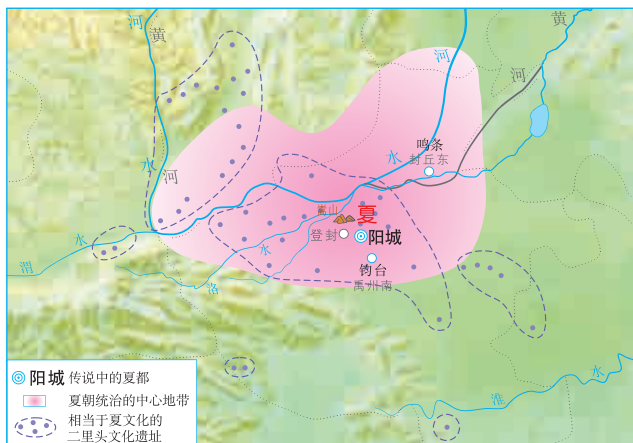 河
黄
河
黄
河
河
水
鸣条
封丘东
水
河
嵩山
夏
登封
阳城
水
洛
钧台
禹州南
渭
水
淮
水
阳城 传说中的夏都
夏朝统治的中心地带
相当于夏文化的
二里头文化遗址